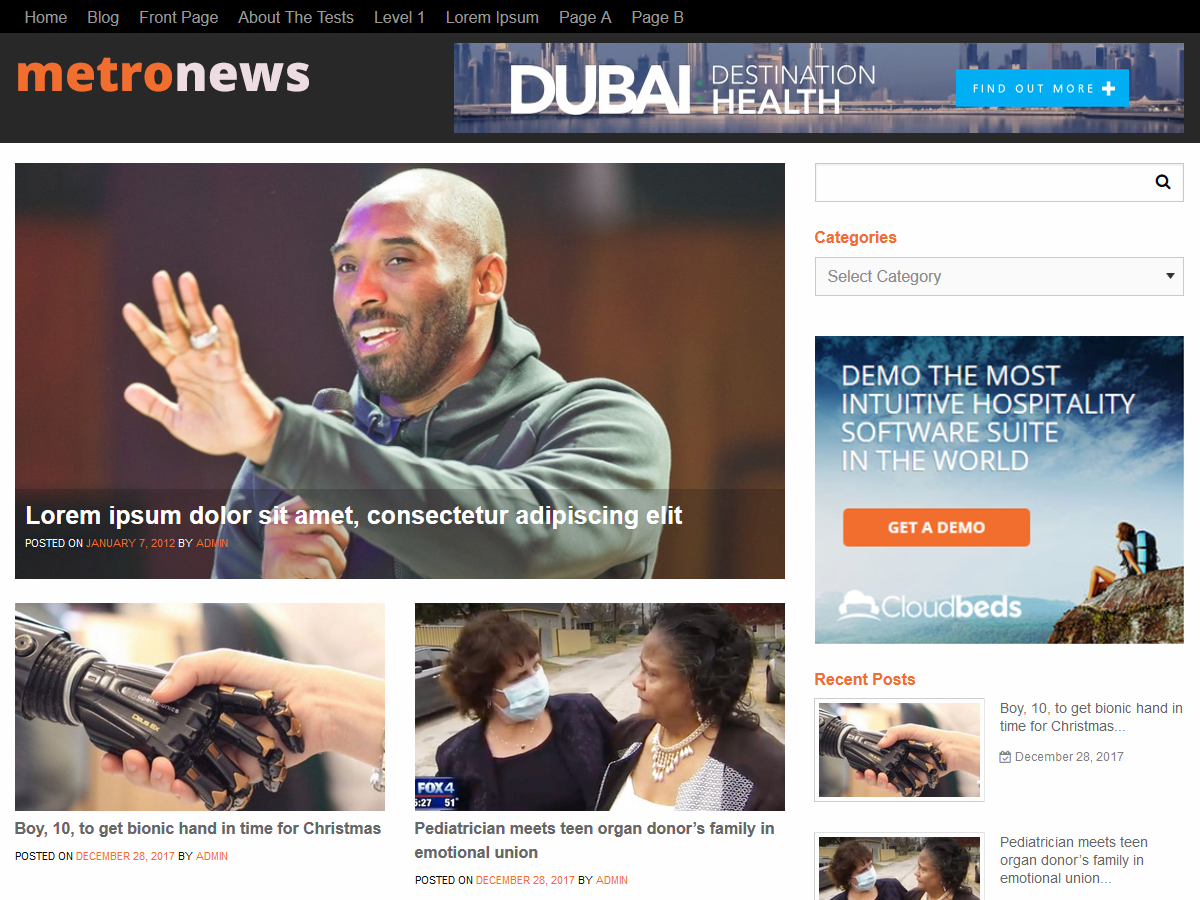 Home Blog Front Page About The Tests Level 1 Lorem Ipsum Page A Page B
metronews
DUBAI
DESTINATION
HEALTH
FIND OUT MORE
Lorem ipsum dolor sit amet, consectetur adipiscing elit
POSTED ON JANUARY 7, 2012 BY ADMIN
open bionics
Deus Ex
Boy, 10, to get bionic hand in time for Christmas
POSTED ON DECEMBER 28, 2017 BY ADMIN
FOX4
5:27 51°
Pediatrician meets teen organ donor’s family in
emotional union
POSTED ON DECEMBER 28, 2017 BY ADMIN
Categories
Select Category
DEMO THE MOST
INTUITIVE HOSPITALITY
SOFTWARE SUITE
IN THE WORLD
GET A DEMO
Cloudbeds
Recent Posts
Boy, 10, to get bionic hand in
time for Christmas...
December 28, 2017
Pediatrician meets teen
organ donor’s family in
emotional union...